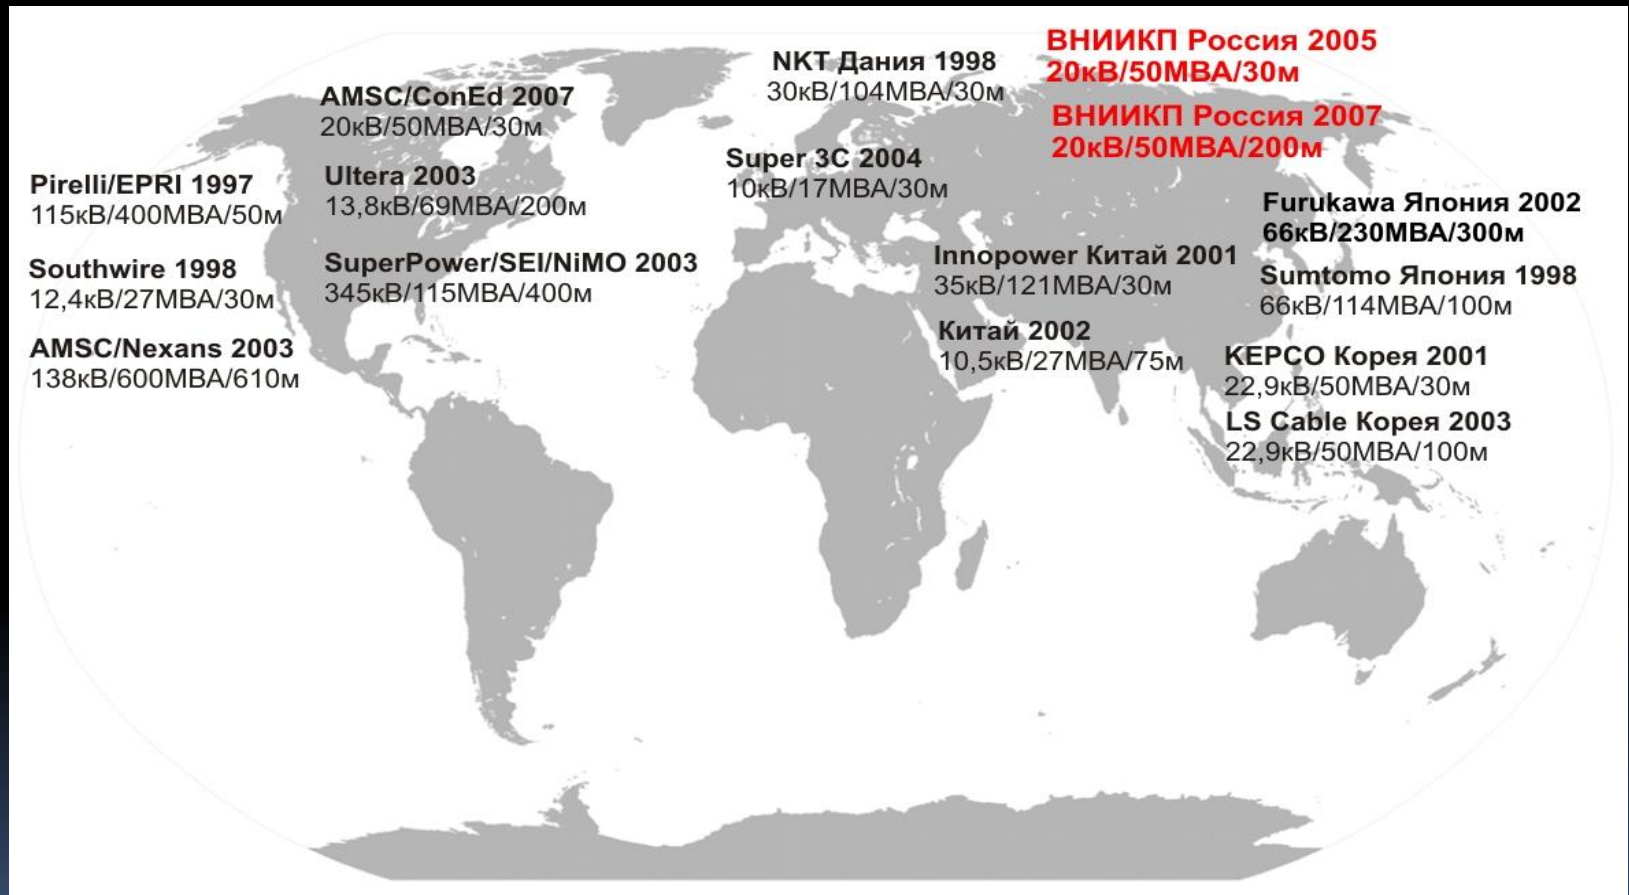 AMSC/ConEd 2007
20кВ/50МВА/30м
Pirelli/EPRI 1997
115кВ/400МВА/50м
Ultera 2003
13,8кВ/69МВА/200м
Southwire 1998
12,4кВ/27МВА/30м
SuperPower/SEI/NiMO 2003
345кВ/115МВА/400м
AMSC/Nexans 2003
138кВ/600МВА/610м
NKT Дания 1998
30кВ/104МВА/30м
Super 3C 2004
10кВ/17МВА/30м
ВНИИКП Россия 2005
20кВ/50МВА/30м
ВНИИКП Россия 2007
20кВ/50МВА/200м
Innopower Китай 2001
35кВ/121МВА/30м
Китай 2002
10,5кВ/27МВА/75м
Furukawa Япония 2002
66кВ/230МВА/300м
Sumtomo Япония 1998
66кВ/114МВА/100м
KEPCO Корея 2001
22,9кВ/50МВА/30м
LS Cable Корея 2003
22,9кВ/50МВА/100м